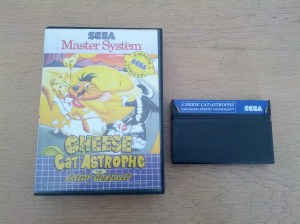 SEGA
Master System
CHEESE
CAT ASTROPHE
CHEESE CAT-ASTROPHE
SEGA